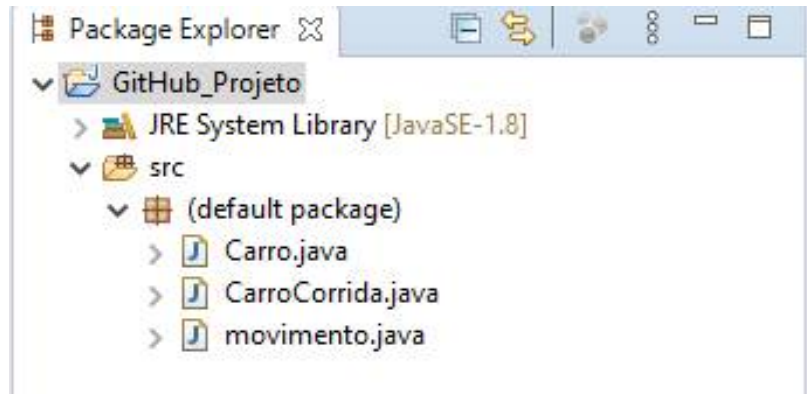 Package Explorer
GitHub_Projeto
JRE System Library [JavaSE-1.8]
src
(default package)
Carro.java
CarroCorrida.java
movimento.java